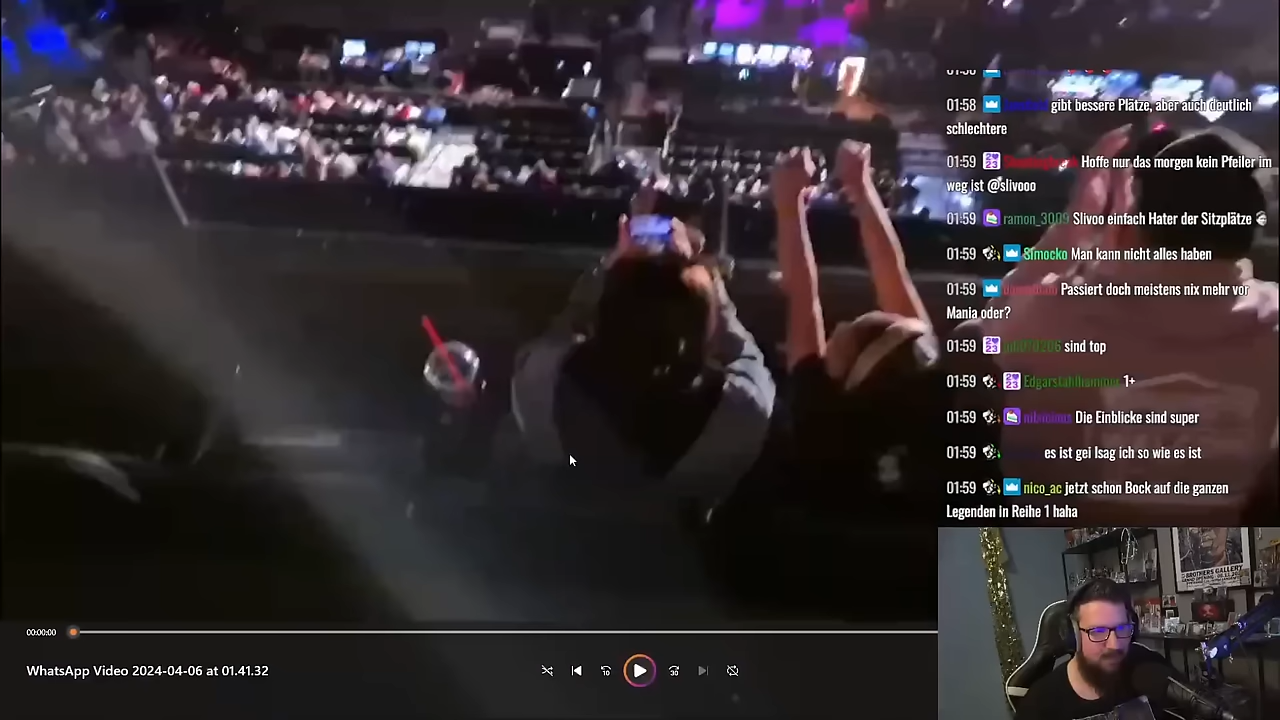 01:58 gibt bessere Plätze, aber auch deutlich
schlechtere
01:59 Hoffe nur das morgen kein Pfeiler im
weg ist @slivooo
01:59 ramon_3009 Slivoo einfach Hater der Sitzplätze
01:59 Simocko Man kann nicht alles haben
01:59 Passiert doch meistens nix mehr vor
Mania oder?
01:59 sind top
01:59 Edgarstahlhammer 1+
01:59 Die Einblicke sind super
01:59 es ist gei lsag ich so wie es ist
01:59 nico_ac jetzt schon Bock auf die ganzen
Legenden in Reihe 1 haha
BROTHERS GALLERY
00:00:00
WhatsApp Video 2024-04-06 at 01.41.32